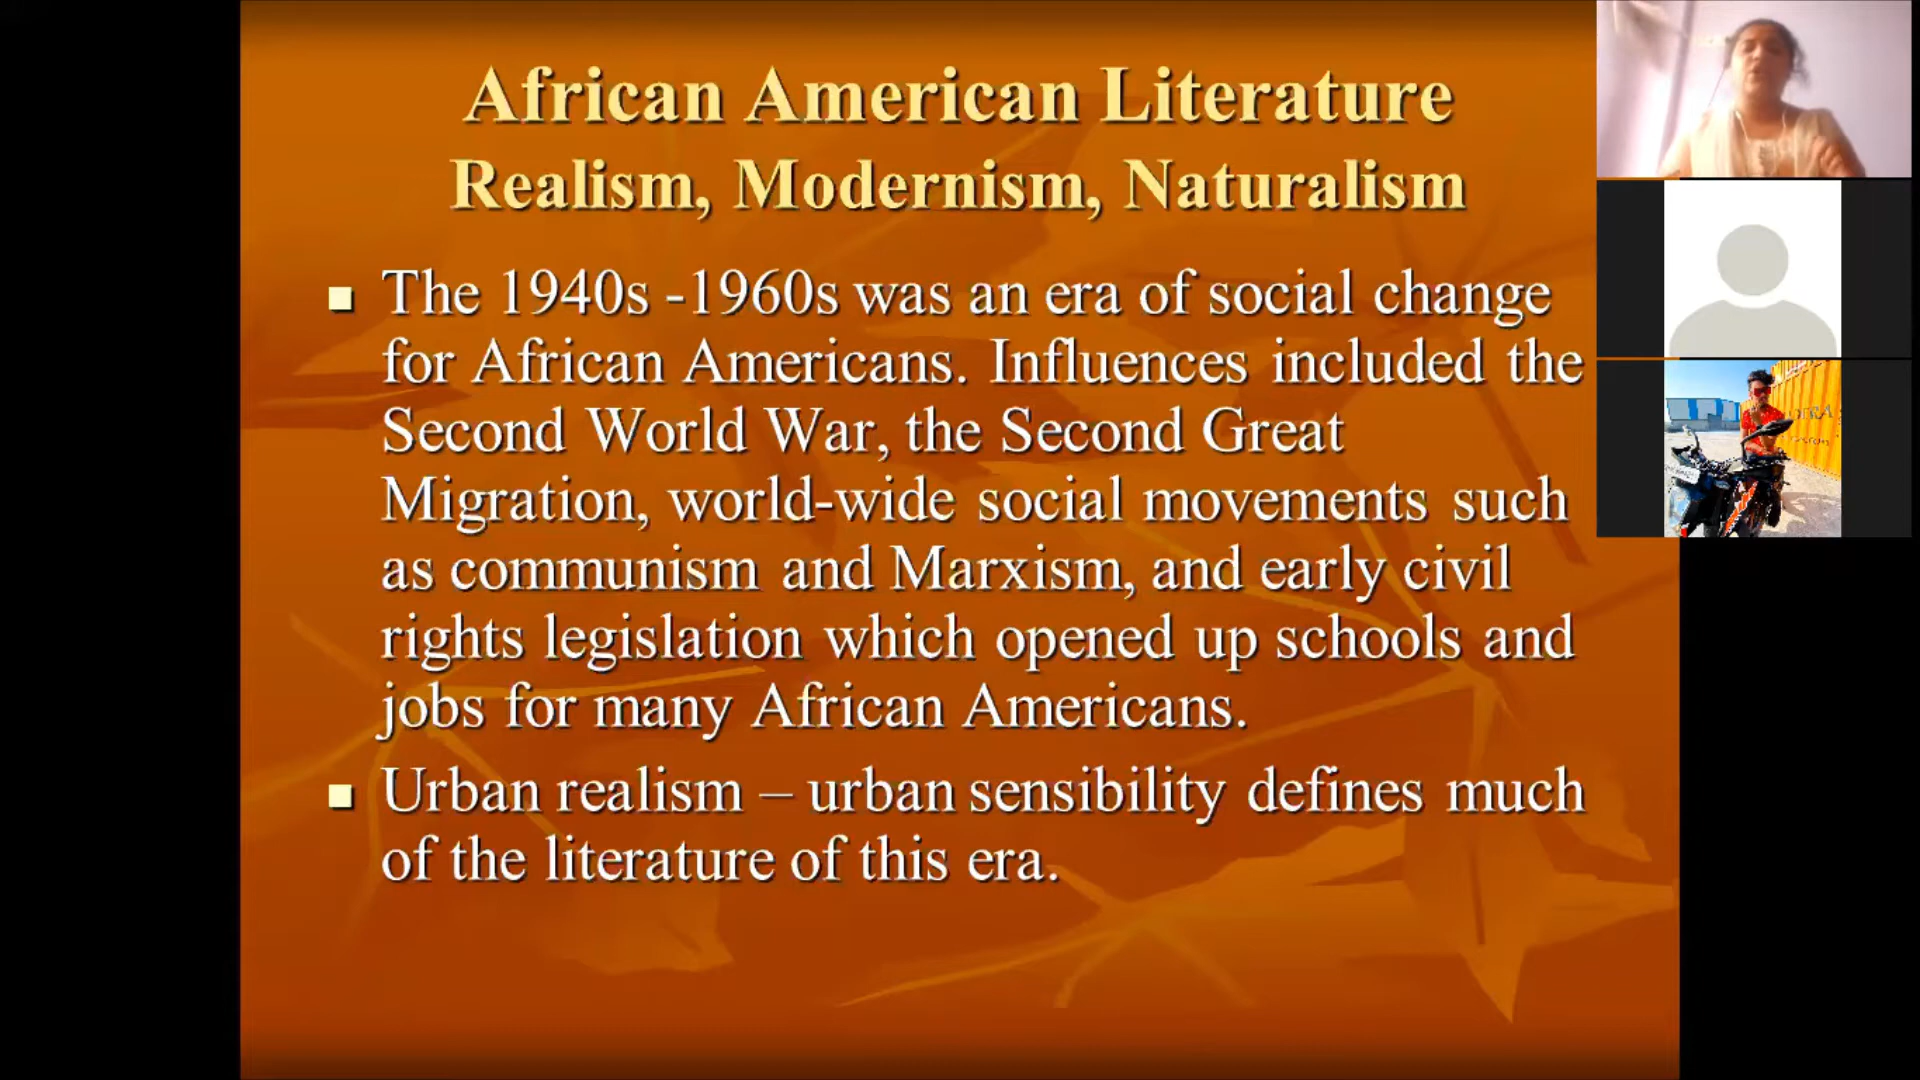 African American Literature
Realism, Modernism, Naturalism
The 1940s -1960s was an era of social change
for African Americans. Influences included the
Second World War, the Second Great
Migration, world-wide social movements such
as communism and Marxism, and early civil
rights legislation which opened up schools and
jobs for many African Americans.
Urban realism – urban sensibility defines much
of the literature of this era.